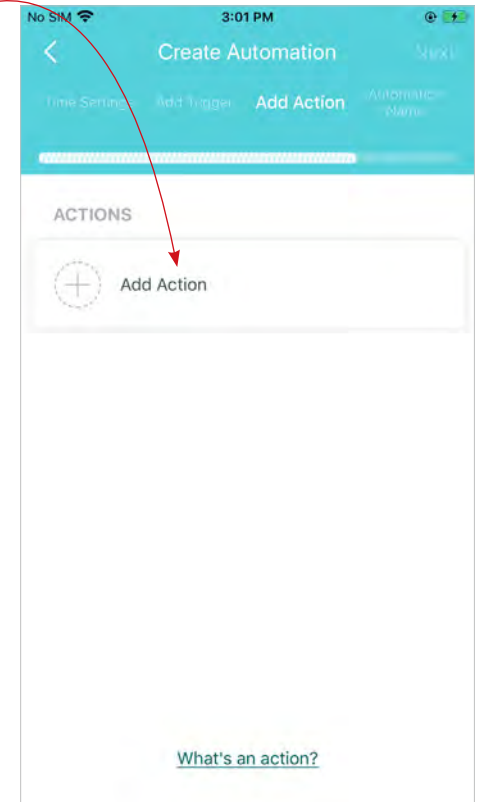 No SIM 3:01 PM
Create Automation Next
Time Settings Add Trigger Add Action Automation
Name
ACTIONS
Add Action
What's an action?